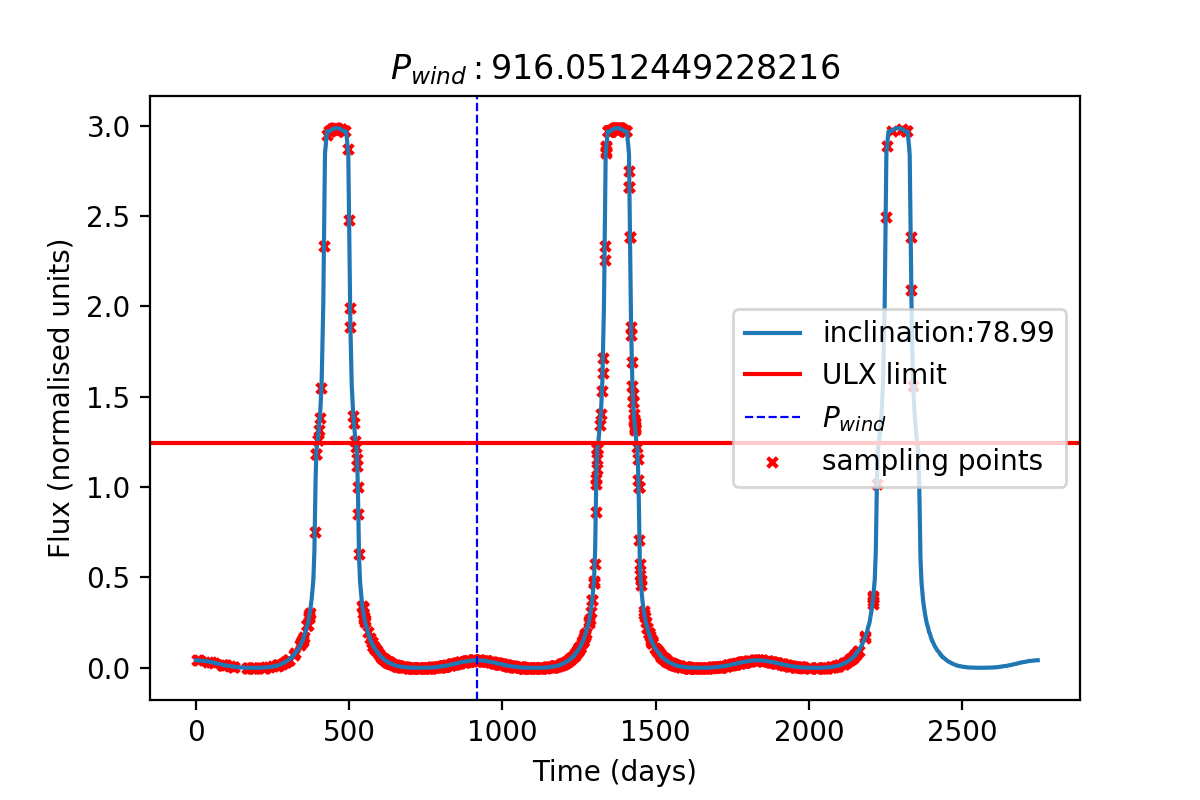 P_wind : 916.0512449228216
3.0
2.5
2.0
1.5
1.0
0.5
0.0
Flux (normalised units)
inclination:78.99
ULX limit
P_wind
sampling points
0 500 1000 1500 2000 2500
Time (days)